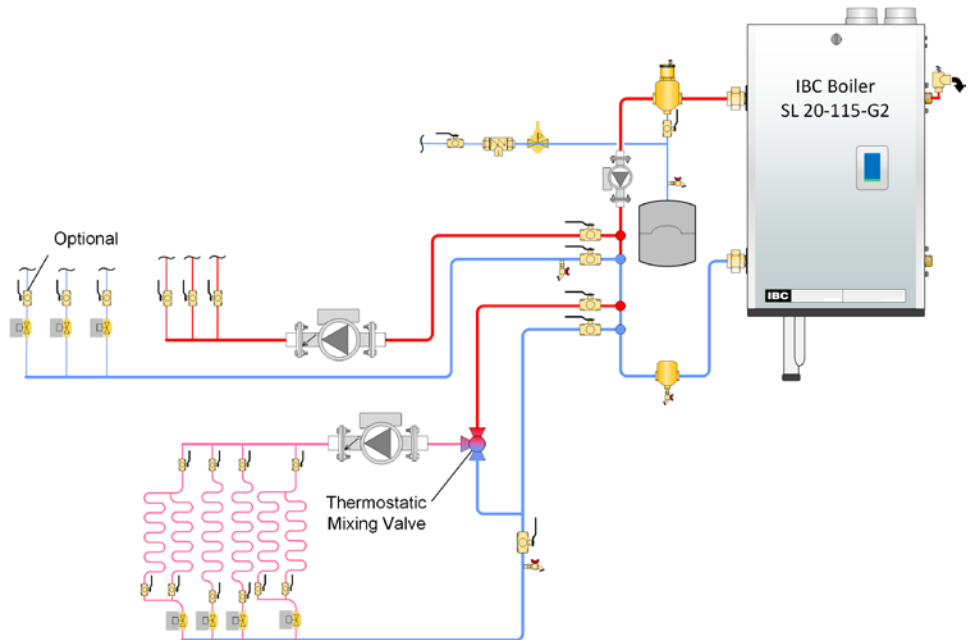 IBC Boiler
SL 20-115-G2
Optional
IBC
Thermostatic
Mixing Valve